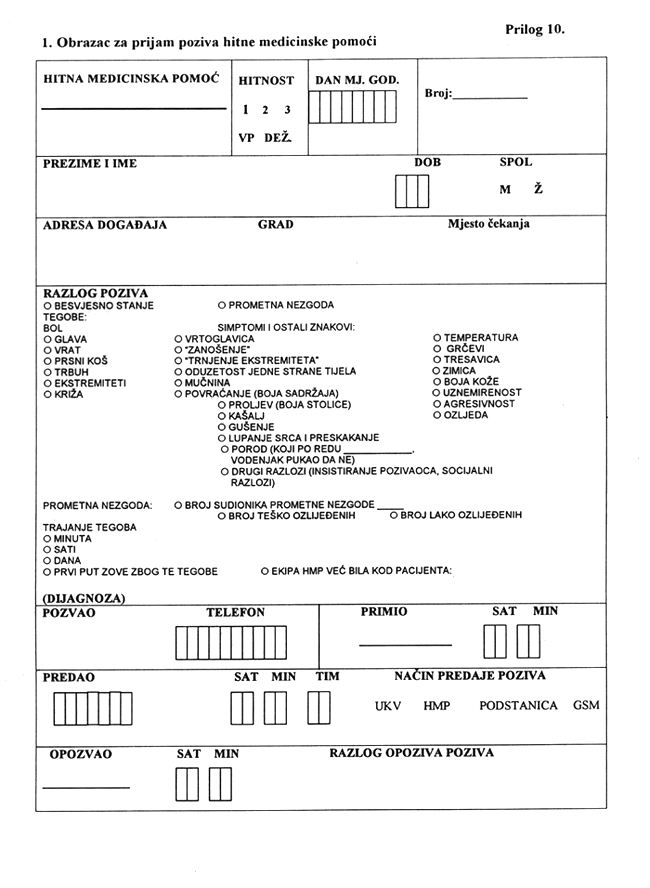 Prilog 10.
1. Obrazac za prijam poziva hitne medicinske pomoći
HITNA MEDICINSKA POMOĆ
HITNOST
1 2 3
VP DEŽ.
DAN MJ. GOD.
Broj:____________
PREZIME I IME
DOB
SPOL
M Ž
ADRESA DOGAĐAJA GRAD Mjesto čekanja
RAZLOG POZIVA
O BESVJESNO STANJE O PROMETNA NEZGODA
TEGOBE:
BOL SIMPTOMI I OSTALI ZNAKOVI:
O GLAVA O VRTOGLAVICA O TEMPERATURA
O VRAT O "ZANOŠENJE" O GRČEVI
O PRSNI KOŠ O "TRNJENJE EKSTREMITETA" O TRESAVICA
O TRBUH O ODUZETOST JEDNE STRANE TIJELA O ZIMICA
O EKSTREMITETI O MUČNINA O BOJA KOŽE
O KRIŽA O POVRAĆANJE (BOJA SADRŽAJA) O UZNEMIRENOST
O PROLJEV (BOJA STOLICE) O AGRESIVNOST
O KAŠALJ O OZLJEDA
O GUŠENJE
O LUPANJE SRCA I PRESKAKANJE
O POROD (KOJI PO REDU ____________,
VODENJAK PUKAO DA NE)
O DRUGI RAZLOZI (INSISTIRANJE POZIVAOCA, SOCIJALNI
RAZLOZI)
PROMETNA NEZGODA: O BROJ SUDIONIKA PROMETNE NEZGODE _____
O BROJ TEŠKO OZLIJEĐENIH O BROJ LAKO OZLIJEĐENIH
TRAJANJE TEGOBA
O MINUTA
O SATI
O DANA
O PRVI PUT ZOVE ZBOG TE TEGOBE O EKIPA HMP VEĆ BILA KOD PACIJENTA:
(DIJAGNOZA)
POZVAO TELEFON PRIMIO SAT MIN
PREDAO SAT MIN TIM NAČIN PREDAJE POZIVA
UKV HMP PODSTANICA GSM
OPOZVAO SAT MIN RAZLOG OPOZIVA POZIVA